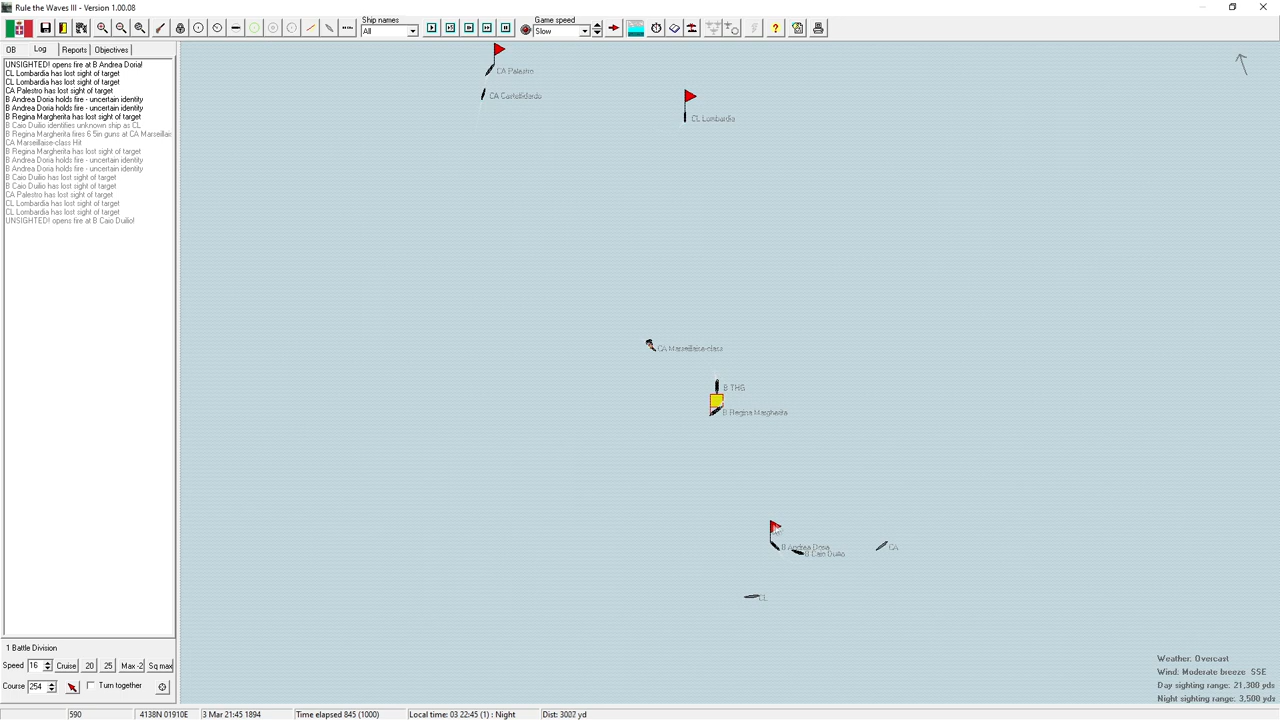 Rule the Waves III - Version 1.00.08
Ship names
All
Game speed
Slow
OB Log Reports Objectives
UNSIGHTED! opens fire at B Andrea Doria!
CL Lombardia has lost sight of target
CL Lombardia has lost sight of target
CA Palestro has lost sight of target
B Andrea Doria holds fire - uncertain identity
B Andrea Doria holds fire - uncertain identity
B Regina Margherita has lost sight of target
B Caio Duilio identifies unknown ship as CL
B Regina Margherita fires 6 5in guns at CA Marseillais
CA Marseillaise-class Hit
B Regina Margherita has lost sight of target
B Andrea Doria holds fire - uncertain identity
B Andrea Doria holds fire - uncertain identity
B Caio Duilio has lost sight of target
B Caio Duilio has lost sight of target
CA Palestro has lost sight of target
CL Lombardia has lost sight of target
CL Lombardia has lost sight of target
UNSIGHTED! opens fire at B Caio Duilio!
CA Palestro
CA Castelfidardo
CL Lombardia
CA Marseillaise-class
B THG
B Regina Margherita
B Andrea Doria
B Caio Duilio
CA
CL
1 Battle Division
Speed 16 Cruise 20 25 Max -2 Sq max
Course 254 Turn together
Weather: Overcast
Wind: Moderate breeze SSE
Day sighting range: 21,300 yds
Night sighting range: 3,500 yds
590 4138N 01910E 3 Mar 21:45 1894 Time elapsed 845 (1000) Local time: 03 22:45 (1) : Night Dist: 3007 yd